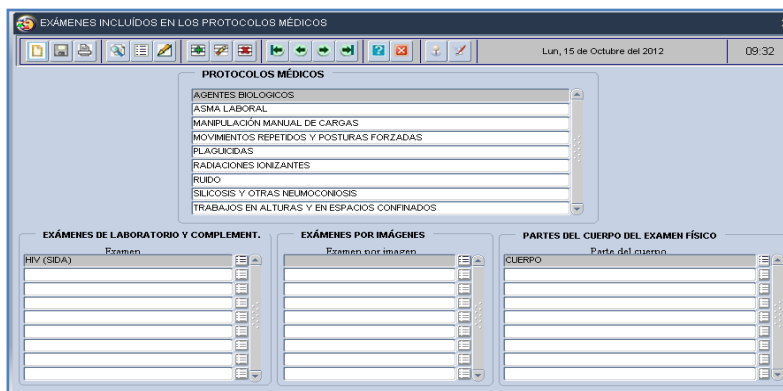 EXÁMENES INCLUÍDOS EN LOS PROTOCOLOS MÉDICOS
Lun, 15 de Octubre del 2012 09:32
PROTOCOLOS MÉDICOS
AGENTES BIOLOGICOS
ASMA LABORAL
MANIPULACIÓN MANUAL DE CARGAS
MOVIMIENTOS REPETIDOS Y POSTURAS FORZADAS
PLAGUICIDAS
RADIACIONES IONIZANTES
RUIDO
SILICOSIS Y OTRAS NEUMOCONIOSIS
TRABAJOS EN ALTURAS Y EN ESPACIOS CONFINADOS
EXÁMENES DE LABORATORIO Y COMPLEMENT.
Examen
HIV (SIDA)
EXÁMENES POR IMÁGENES
Examen por imagen
PARTES DEL CUERPO DEL EXAMEN FÍSICO
Parte del cuerpo
CUERPO